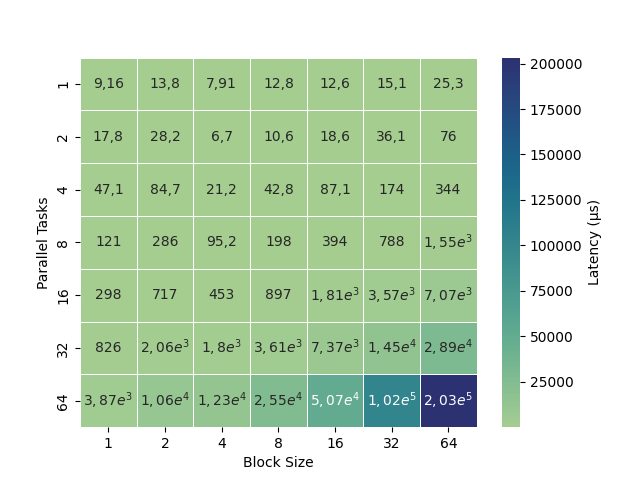 1 9,16 13,8 7,91 12,8 12,6 15,1 25,3
2 17,8 28,2 6,7 10,6 18,6 36,1 76
4 47,1 84,7 21,2 42,8 87,1 174 344
8 121 286 95,2 198 394 788 1,55e³
16 298 717 453 897 1,81e³ 3,57e³ 7,07e³
32 826 2,06e³ 1,8e³ 3,61e³ 7,37e³ 1,45e⁴ 2,89e⁴
64 3,87e³ 1,06e⁴ 1,23e⁴ 2,55e⁴ 5,07e⁴ 1,02e⁵ 2,03e⁵
1 2 4 8 16 32 64
Block Size
Parallel Tasks
200000
175000
150000
125000
100000
75000
50000
25000
Latency (µs)